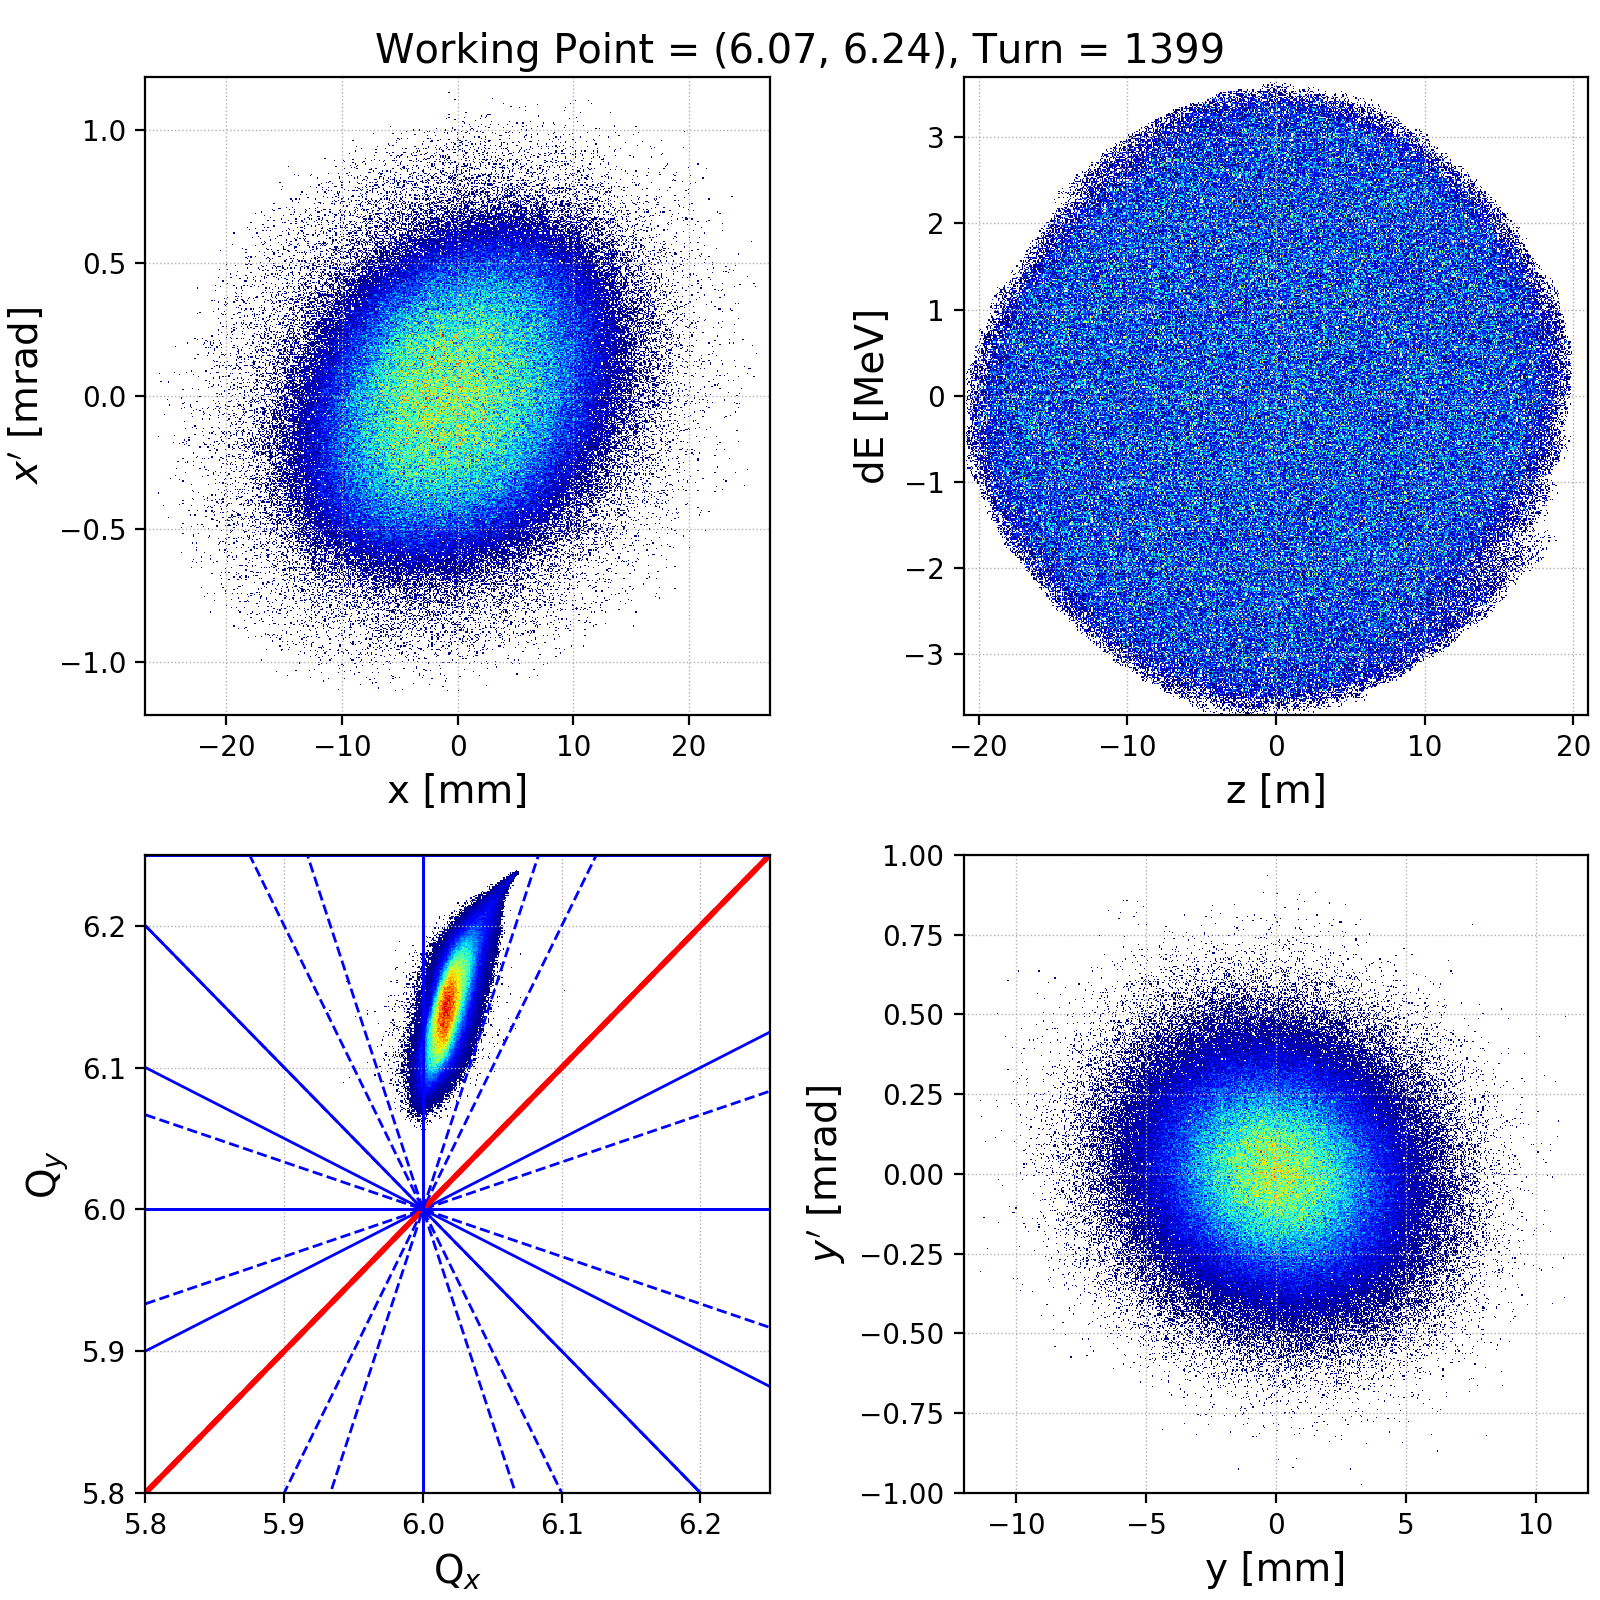 Working Point = (6.07, 6.24), Turn = 1399
1.0
0.5
0.0
−0.5
−1.0
x′ [mrad]
−20 −10 0 10 20
x [mm]
3
2
1
0
−1
−2
−3
dE [MeV]
−20 −10 0 10 20
z [m]
6.2
6.1
6.0
5.9
5.8
Qy
5.8 5.9 6.0 6.1 6.2
Qx
1.00
0.75
0.50
0.25
0.00
−0.25
−0.50
−0.75
−1.00
y′ [mrad]
−10 −5 0 5 10
y [mm]